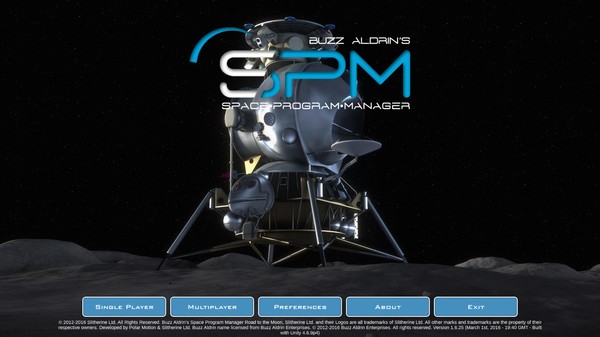 BUZZ ALDRIN'S
SPM
SPACE•PROGRAM•MANAGER
Single Player
Multiplayer
Preferences
About
Exit
© 2012-2016 Slitherine Ltd. All Rights Reserved. Buzz Aldrin's Space Program Manager Road to the Moon, Slitherine Ltd. and their Logos are all trademarks of Slitherine Ltd. All other marks and trademarks are the property of their
respective owners. Developed by Polar Motion & Slitherine Ltd. Buzz Aldrin name licensed from Buzz Aldrin Enterprises. © 2012-2016 Buzz Aldrin Enterprises. All rights reserved. Version 1.6.25 (March 1st, 2016 - 19:40 GMT - Built
with Unity 4.6.9p4)